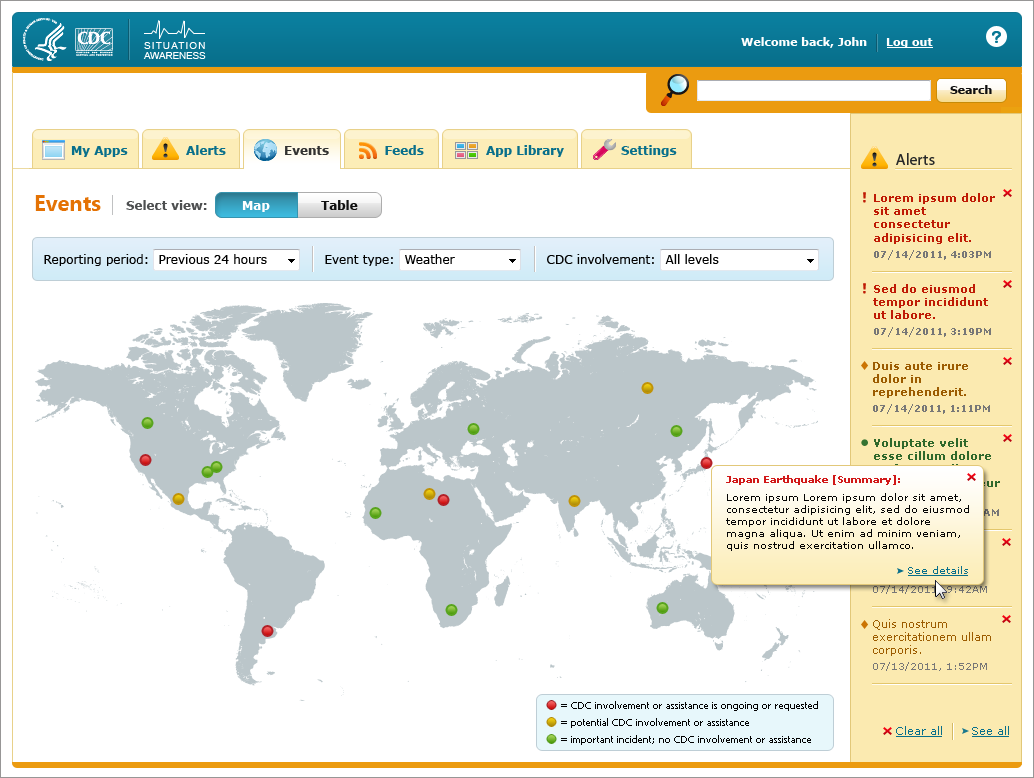 CDC
SITUATION
AWARENESS
Welcome back, John
Log out
?
Search
My Apps
Alerts
Events
Feeds
App Library
Settings
Events
Select view:
Map
Table
Reporting period:
Previous 24 hours
Event type:
Weather
CDC involvement:
All levels
Alerts
! Lorem ipsum dolor
sit amet
consectetur
adipisicing elit.
07/14/2011, 4:03PM
! Sed do eiusmod
tempor incididunt
ut labore.
07/14/2011, 3:19PM
Duis aute irure
dolor in
reprehenderit.
07/14/2011, 1:11PM
Voluptate velit
esse cillum dolore
AM
07/14/2011, 9:42AM
Quis nostrum
exercitationem ullam
corporis.
07/13/2011, 1:52PM
Clear all
See all
Japan Earthquake [Summary]:
Lorem ipsum Lorem ipsum dolor sit amet,
consectetur adipisicing elit, sed do eiusmod
tempor incididunt ut labore et dolore
magna aliqua. Ut enim ad minim veniam,
quis nostrud exercitation ullamco.
See details
= CDC involvement or assistance is ongoing or requested
= potential CDC involvement or assistance
= important incident; no CDC involvement or assistance